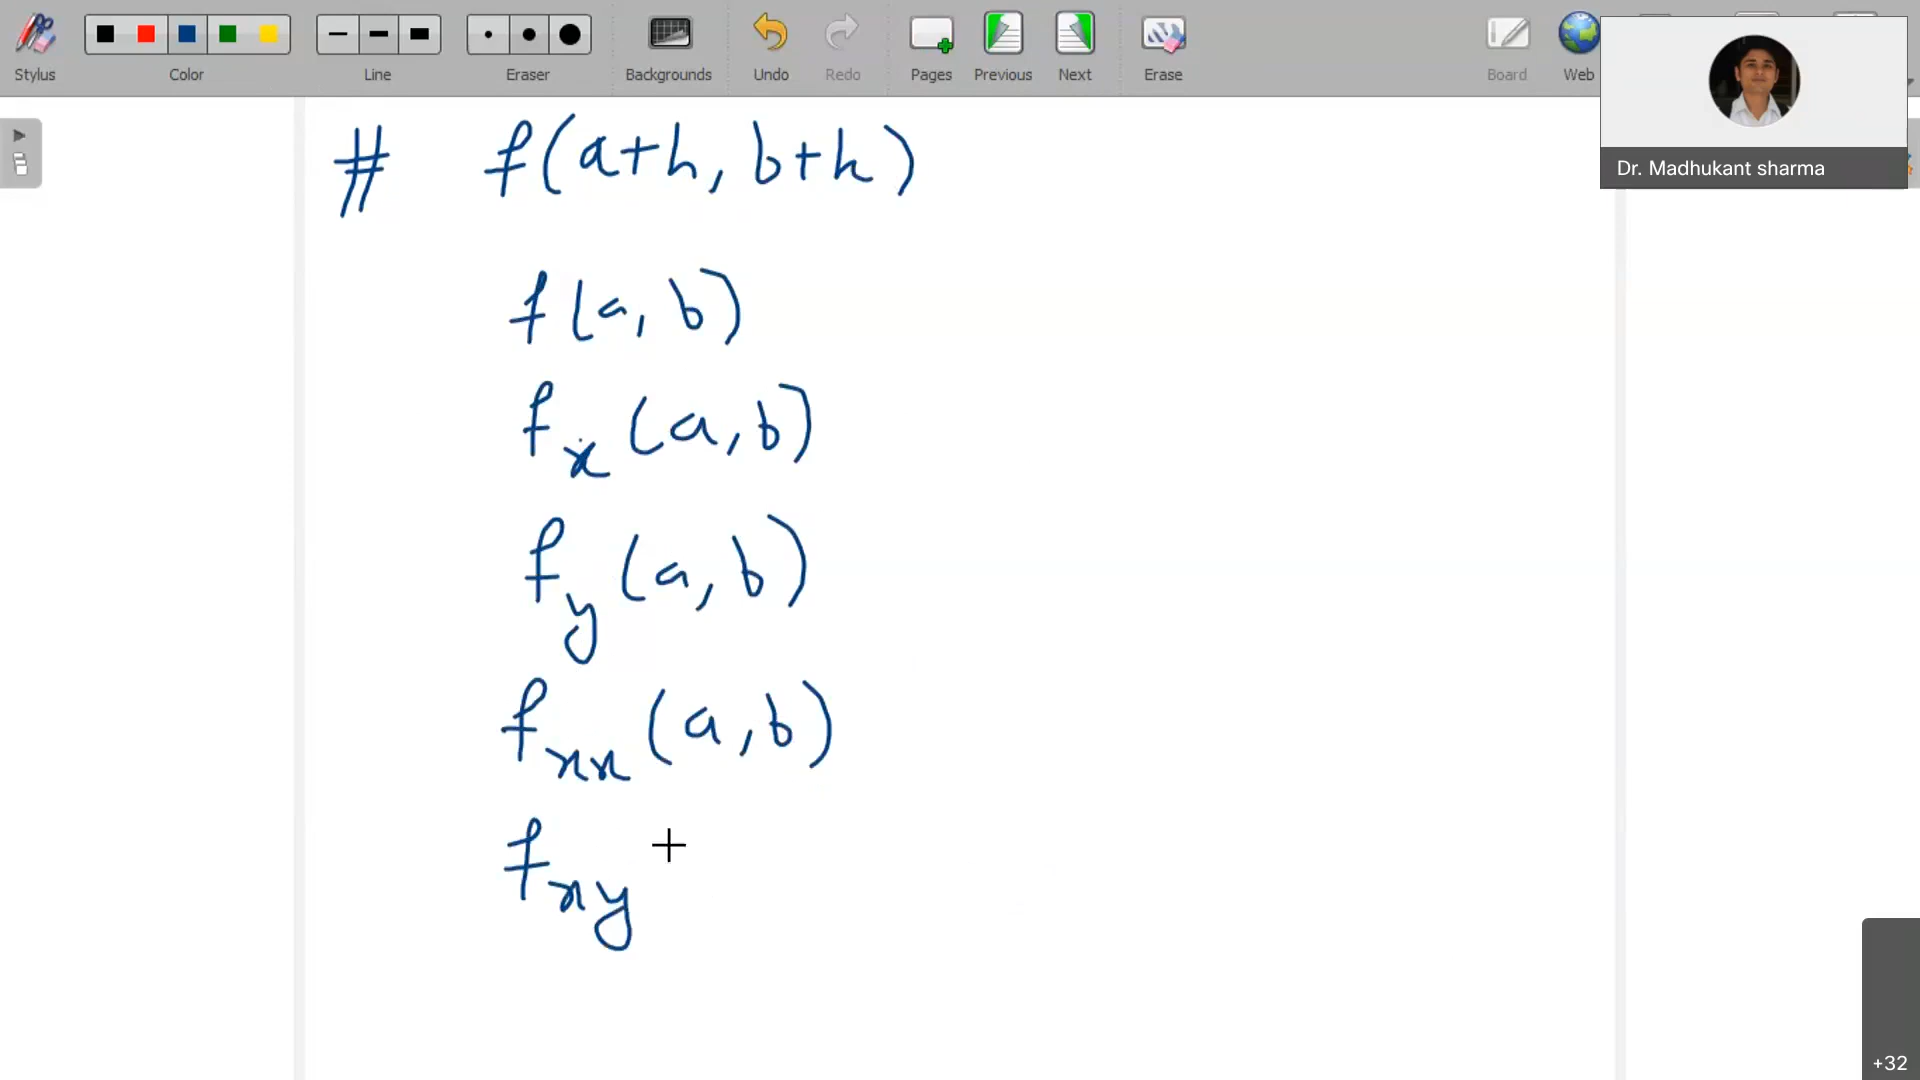 Stylus Color Line Eraser Backgrounds Undo Redo Pages Previous Next Erase Board Web
Dr. Madhukant sharma
# f(a+h, b+k)
f(a, b)
fx (a, b)
fy (a, b)
fxx (a, b)
fxy
+32